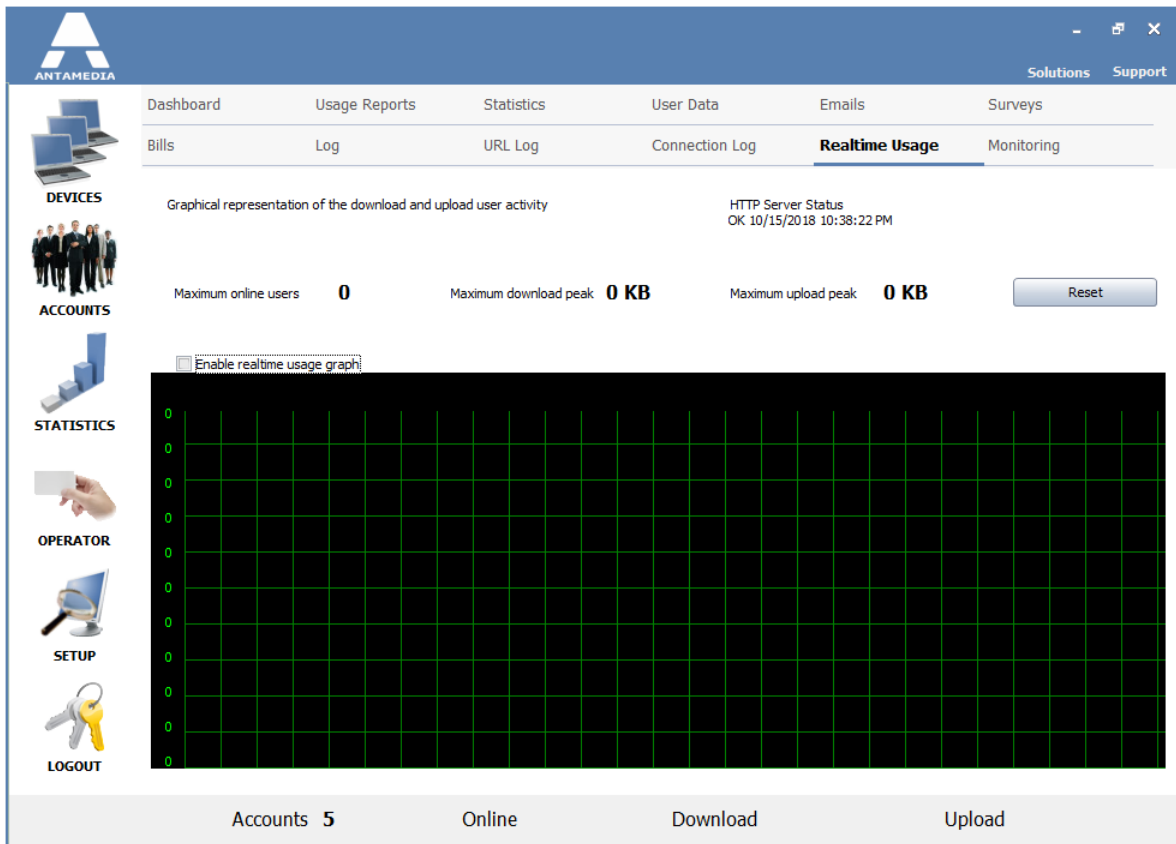 ANTAMEDIA
Solutions Support
Dashboard Usage Reports Statistics User Data Emails Surveys
Bills Log URL Log Connection Log Realtime Usage Monitoring
DEVICES
Graphical representation of the download and upload user activity
HTTP Server Status
OK 10/15/2018 10:38:22 PM
ACCOUNTS
Maximum online users 0 Maximum download peak 0 KB Maximum upload peak 0 KB Reset
Enable realtime usage graph
STATISTICS
0
0
0
0
0
0
0
0
0
0
0
OPERATOR
SETUP
LOGOUT
Accounts 5 Online Download Upload